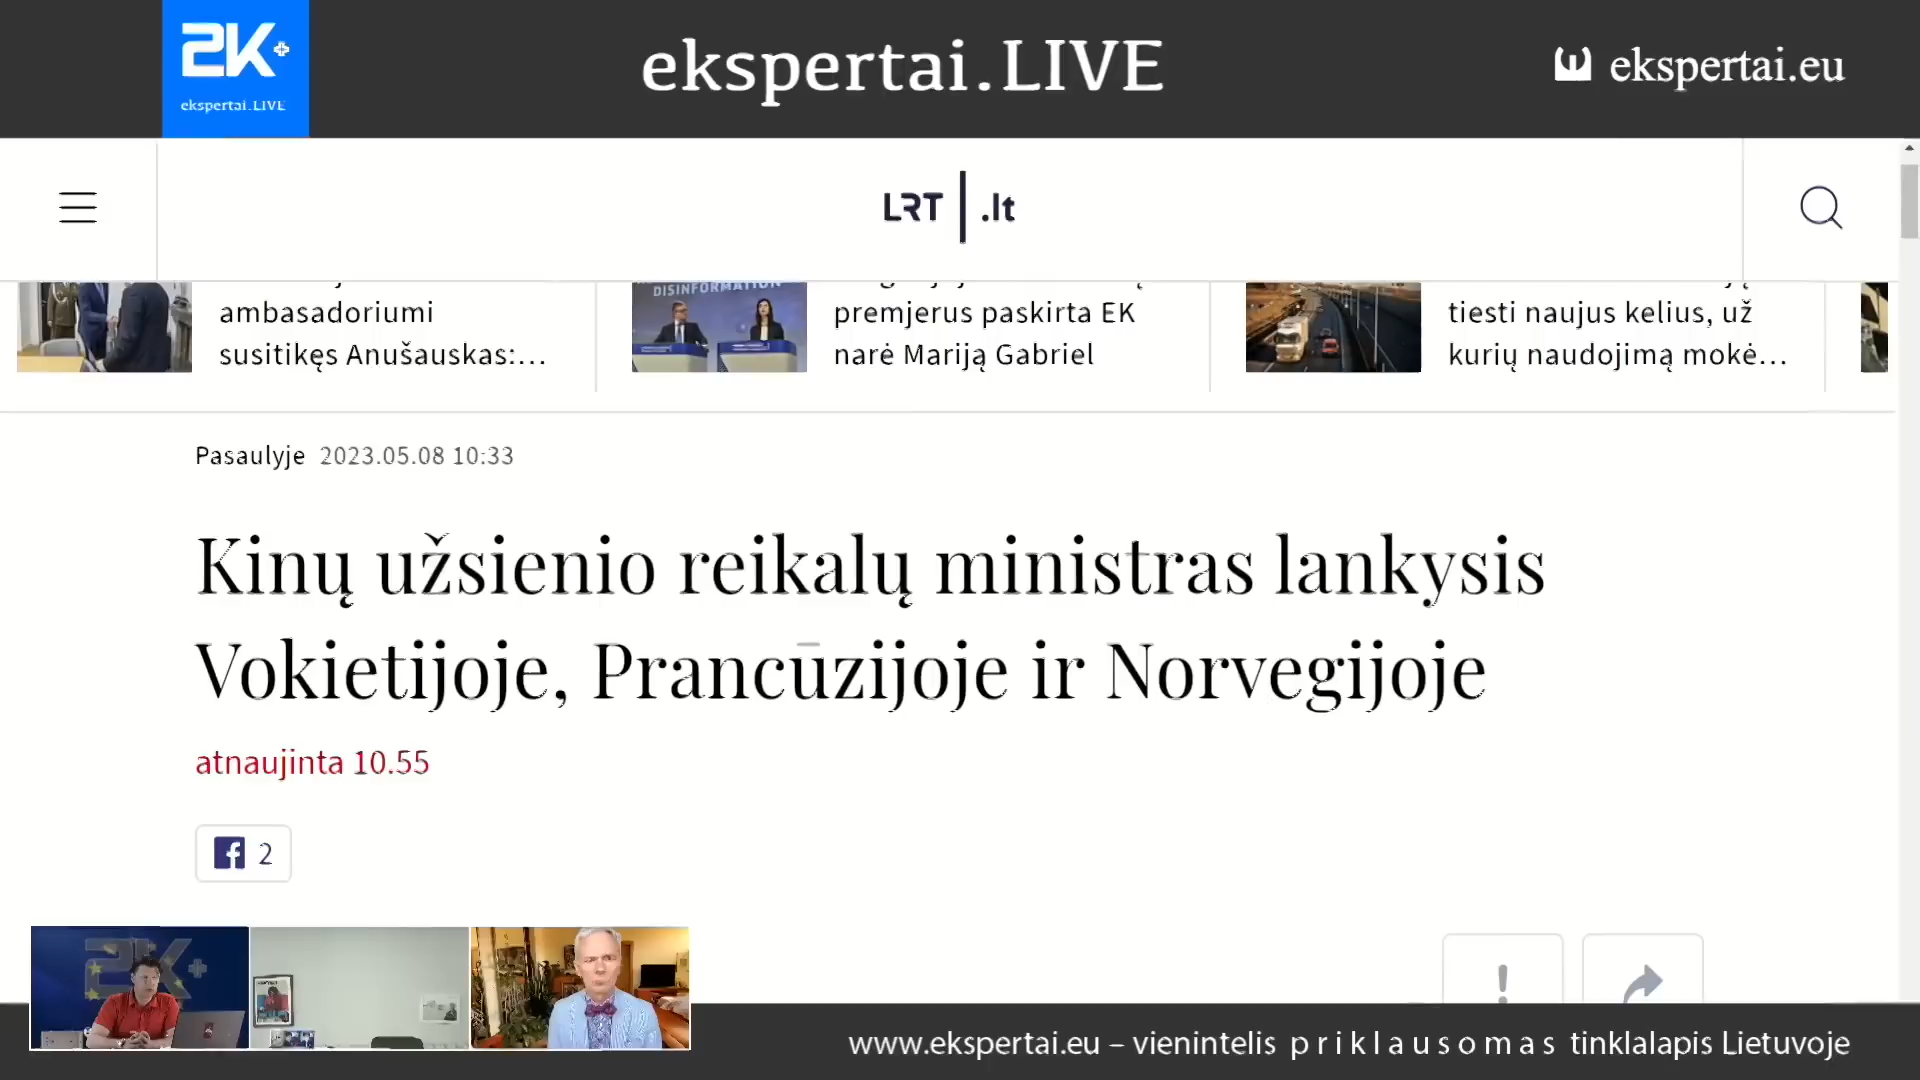 2K+
ekspertai.LIVE
ekspertai.LIVE
ekspertai.eu
LRT .lt
DISINFORMATION
ambasadoriumi
susitikęs Anušauskas:...
premjerus paskirta EK
narė Mariją Gabriel
tiesti naujus kelius, už
kurių naudojimą mokė...
Pasaulyje 2023.05.08 10:33
Kinų užsienio reikalų ministras lankysis
Vokietijoje, Prancūzijoje ir Norvegijoje
atnaujinta 10.55
2
2K+
www.ekspertai.eu – vienintelis priklausomas tinklalapis Lietuvoje